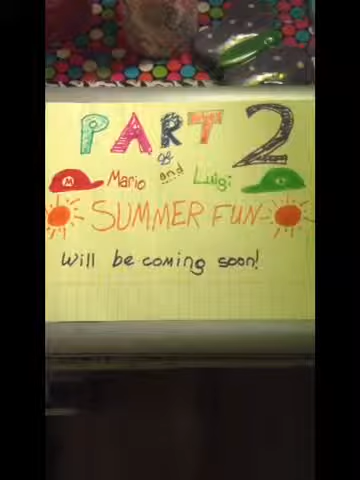 PART 2
of
M Mario and Luigi L
SUMMER FUN
Will be coming soon!